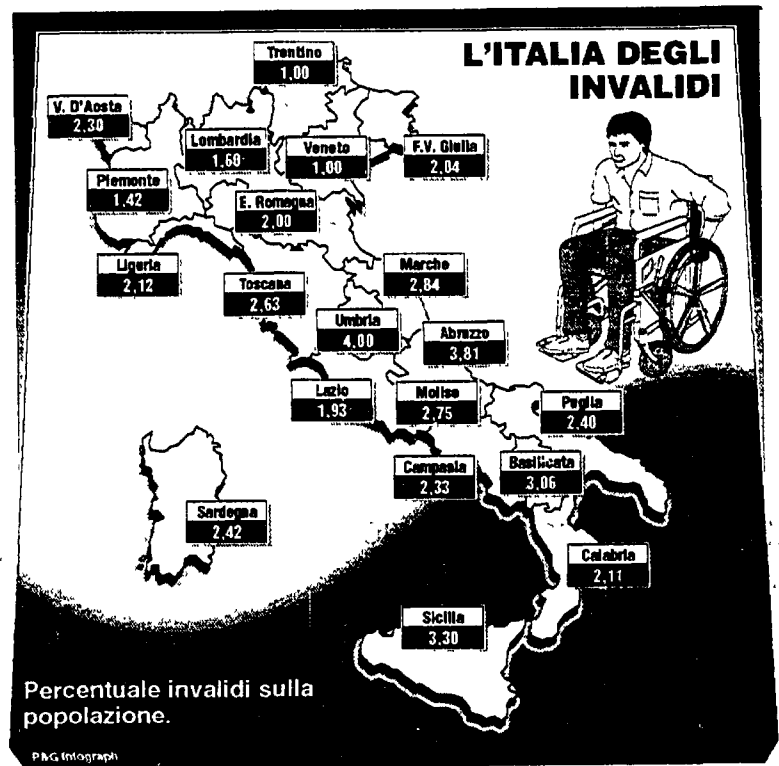 L'ITALIA DEGLI
INVALIDI
Trentino
1,00
V. D'Aosta
2,30
Lombardia
1,60
Veneto
1,00
F.V. Giulia
2,04
Piemonte
1,42
E. Romagna
2,00
Liguria
2,12
Toscana
2,63
Marche
2,84
Umbria
4,00
Abruzzo
3,81
Lazio
1,93
Molise
2,75
Puglia
2,40
Campania
2,33
Basilicata
3,06
Sardegna
2,42
Calabria
2,11
Sicilia
3,30
Percentuale invalidi sulla
popolazione.
P&G Infograph